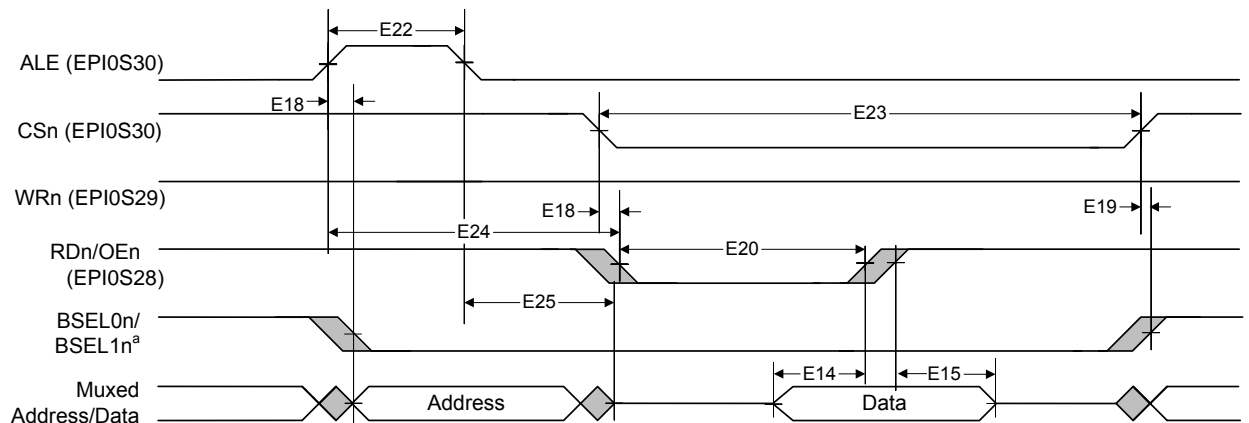 E22
ALE (EPI0S30)
E18
CSn (EPI0S30)
E23
WRn (EPI0S29)
E18
E19
E24
RDn/OEn
(EPI0S28)
E20
E25
BSEL0n/
BSEL1nª
E14
E15
Muxed
Address/Data
Address
Data